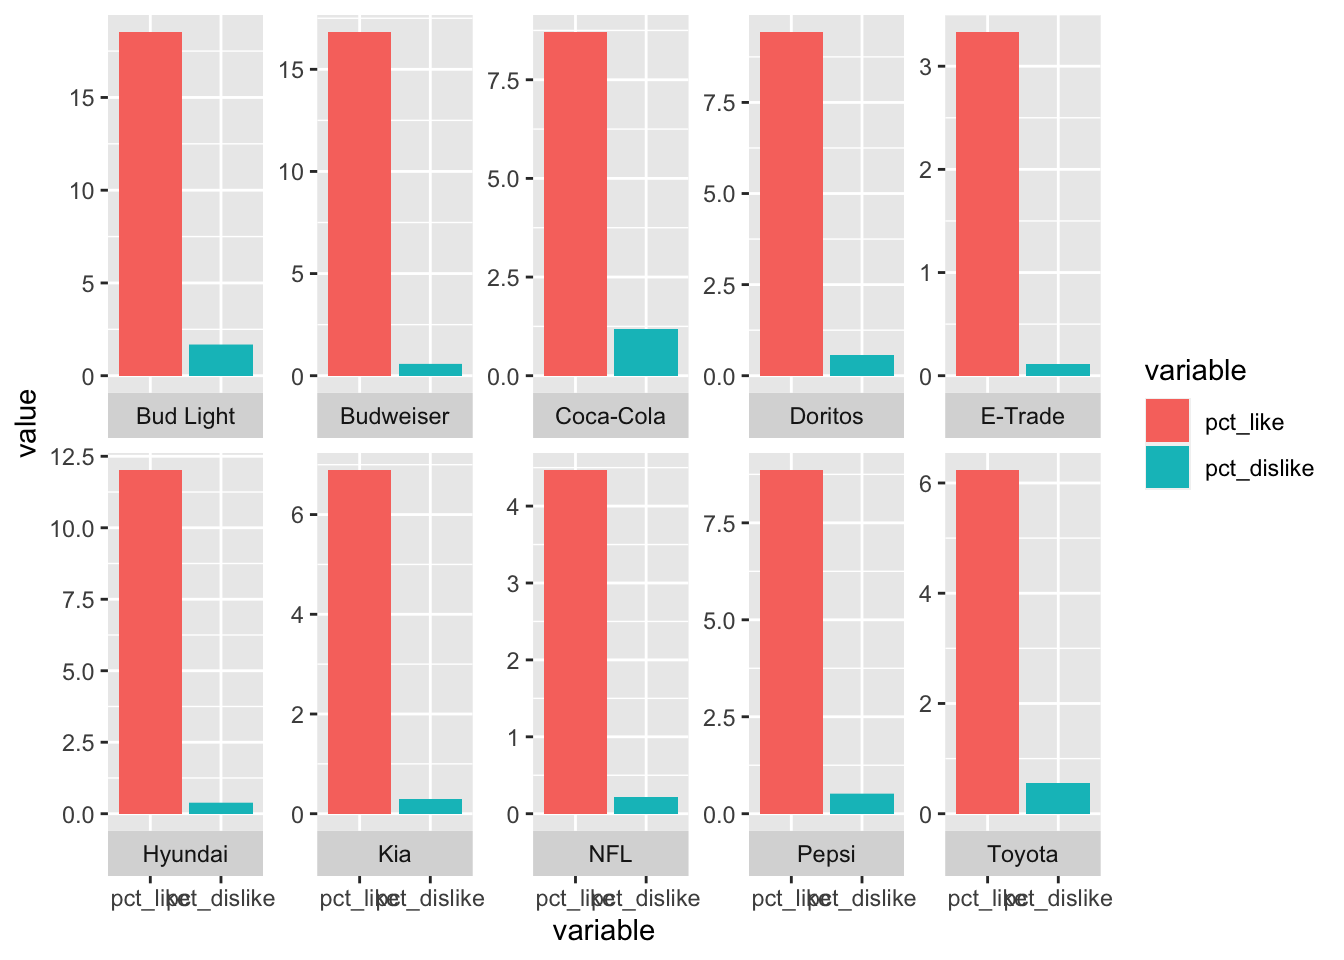 15
10
5
0
15
10
5
0
7.5
5.0
2.5
0.0
7.5
5.0
2.5
0.0
3
2
1
0
Bud Light
Budweiser
Coca-Cola
Doritos
E-Trade
value
variable
pct_like
pct_dislike
12.5
10.0
7.5
5.0
2.5
0.0
6
4
2
0
4
3
2
1
0
7.5
5.0
2.5
0.0
6
4
2
0
Hyundai
Kia
NFL
Pepsi
Toyota
pct_like pct_dislike
pct_like pct_dislike
pct_like pct_dislike
pct_like pct_dislike
pct_like pct_dislike
variable